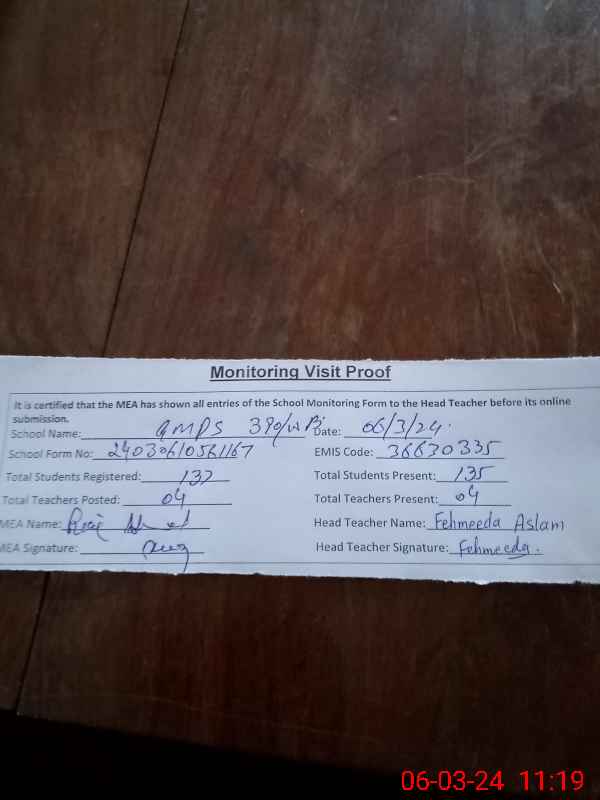 Monitoring Visit Proof
It is certified that the MEA has shown all entries of the School Monitoring Form to the Head Teacher before its online
submission.
School Name: GMPS 390/WB Date: 06/3/24.
School Form No: 24030610561167 EMIS Code: 36630335
Total Students Registered: 137 Total Students Present: 135
Total Teachers Posted: 04 Total Teachers Present: 04
MEA Name: Head Teacher Name: Fehmeeda Aslam
MEA Signature: Head Teacher Signature: Fehmeeda.
06-03-24 11:19